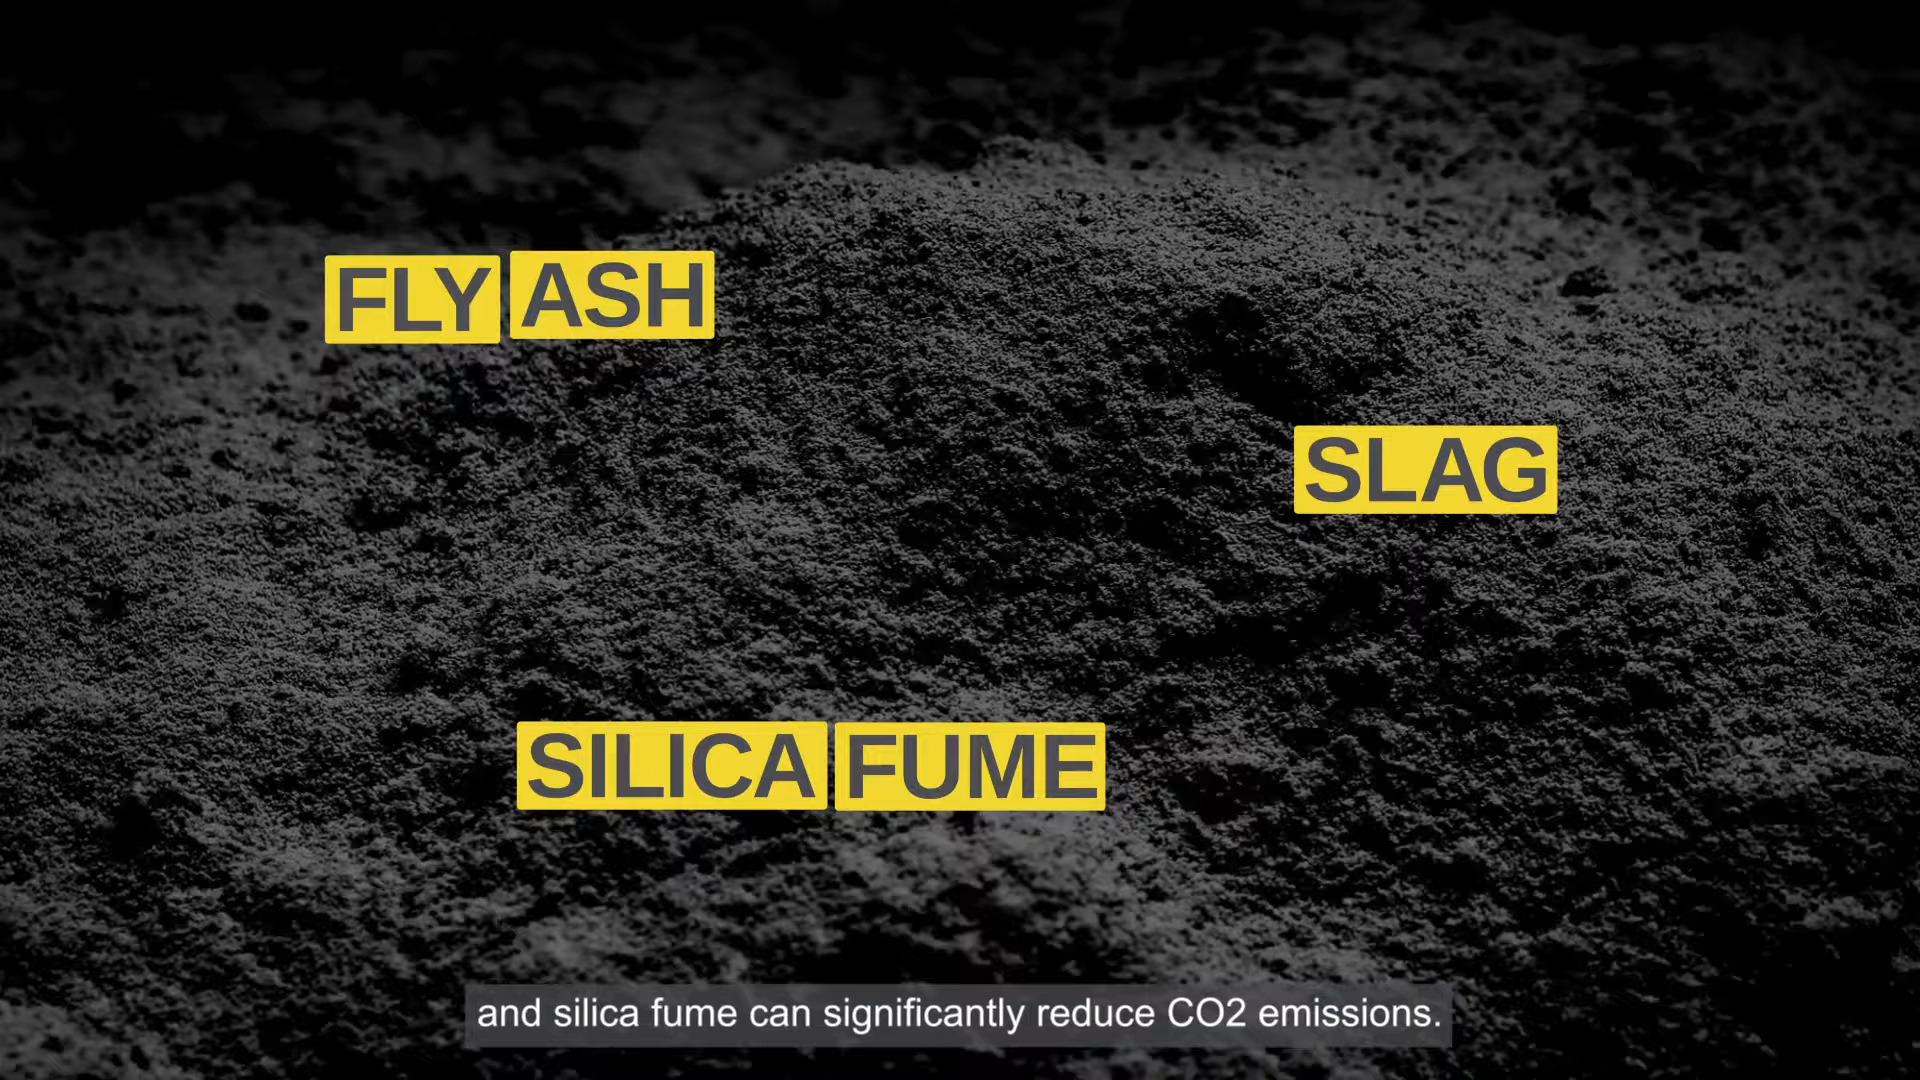 FLY ASH
SLAG
SILICA FUME
and silica fume can significantly reduce CO2 emissions.